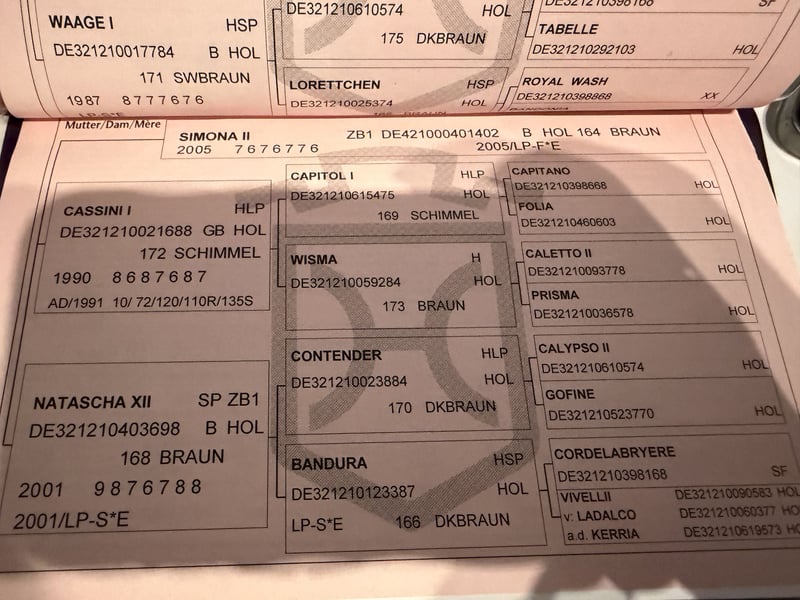 WAAGE I HSP
DE321210017784 B HOL
171 SWBRAUN
1987 8777676
DE321210610574 HOL
175 DKBRAUN
LORETTCHEN HSP
DE321210025374 HOL
DE321210398168 SF
TABELLE
DE321210292103 HOL
ROYAL WASH
DE321210398868 XX
Mutter/Dam/Mère
SIMONA II ZB1 DE421000401402 B HOL 164 BRAUN
2005 7676776 2005/LP-F*E
CASSINI I HLP
DE321210021688 GB HOL
172 SCHIMMEL
1990 8687687
AD/1991 10/ 72/120/110R/135S
NATASCHA XII SP ZB1
DE321210403698 B HOL
168 BRAUN
2001 9876788
2001/LP-S*E
CAPITOL I HLP
DE321210615475 HOL
169 SCHIMMEL
WISMA H
DE321210059284 HOL
173 BRAUN
CONTENDER HLP
DE321210023884 HOL
170 DKBRAUN
BANDURA HSP
DE321210123387 HOL
LP-S*E 166 DKBRAUN
CAPITANO
DE321210398668 HOL
FOLIA
DE321210460603 HOL
CALETTO II
DE321210093778 HOL
PRISMA
DE321210036578 HOL
CALYPSO II
DE321210610574 HOL
GOFINE
DE321210523770 HOL
CORDELABRYERE
DE321210398168 SF
VIVELLII DE321210090583 HOL
v: LADALCO DE321210060377 HO
a.d. KERRIA DE321210619573 HO